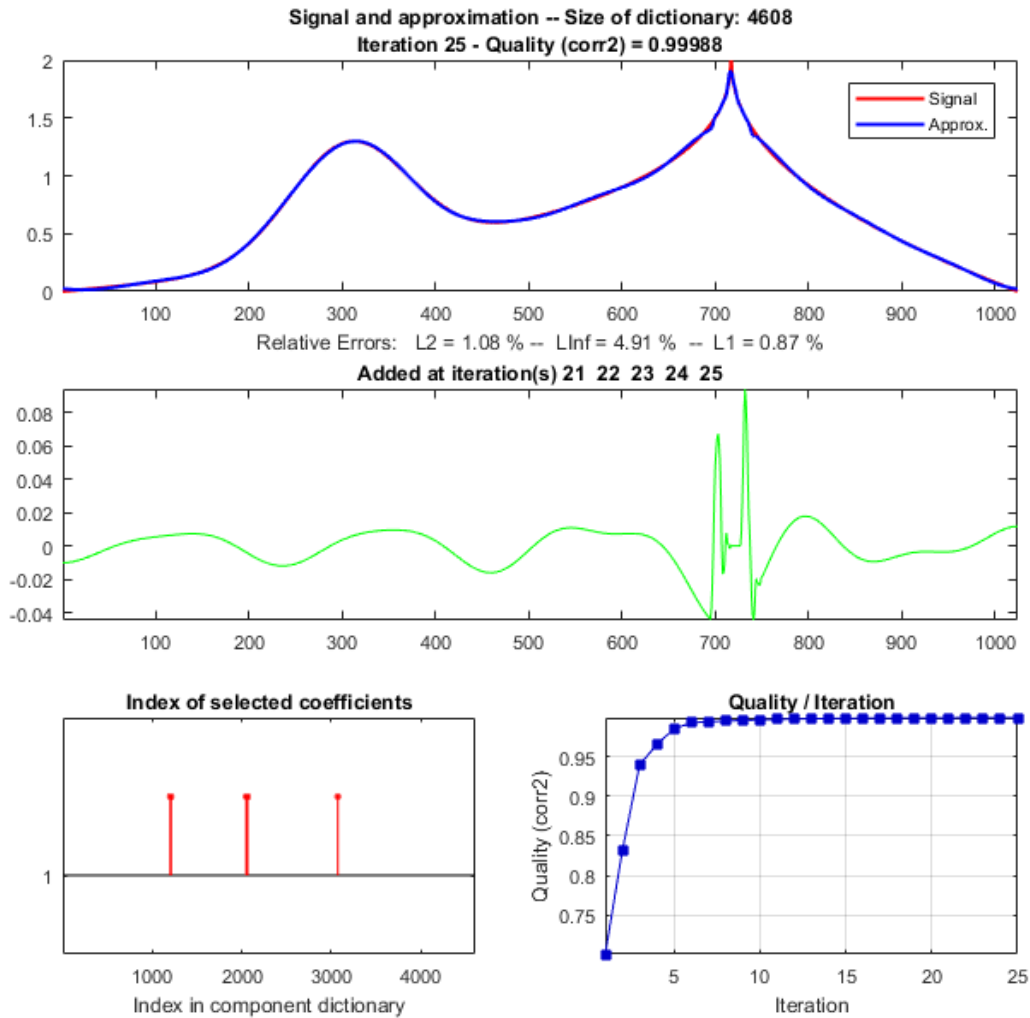 Signal and approximation -- Size of dictionary: 4608
Iteration 25 - Quality (corr2) = 0.99988
2
1.5
1
0.5
0
Signal
Approx.
100 200 300 400 500 600 700 800 900 1000
Relative Errors: L2 = 1.08 % -- LInf = 4.91 % -- L1 = 0.87 %
Added at iteration(s) 21 22 23 24 25
0.08
0.06
0.04
0.02
0
-0.02
-0.04
100 200 300 400 500 600 700 800 900 1000
Index of selected coefficients
1
1000 2000 3000 4000
Index in component dictionary
Quality / Iteration
Quality (corr2)
0.95
0.9
0.85
0.8
0.75
5 10 15 20 25
Iteration